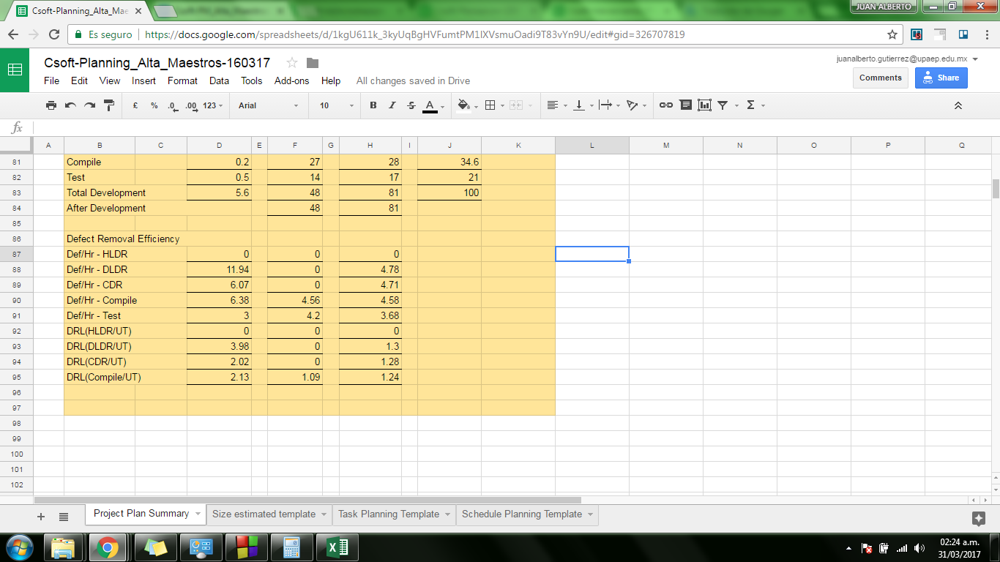 Csoft-Planning_Alta_Mae
JUAN ALBERTO
Es seguro https://docs.google.com/spreadsheets/d/1kgU611k_3kyUqBgHVFumtPM1IXVsmuOadi9T83vYn9U/edit#gid=326707819
Csoft-Planning_Alta_Maestros-160317
juanalberto.gutierrez@upaep.edu.mx
File Edit View Insert Format Data Tools Add-ons Help All changes saved in Drive
Comments Share
£ % .0 .00 123 Arial 10 B I S A Σ
fx
A B C D E F G H I J K L M N O P Q
81 Compile 0.2 27 28 34.6
82 Test 0.5 14 17 21
83 Total Development 5.6 48 81 100
84 After Development 48 81
85
86 Defect Removal Efficiency
87 Def/Hr - HLDR 0 0 0
88 Def/Hr - DLDR 11.94 0 4.78
89 Def/Hr - CDR 6.07 0 4.71
90 Def/Hr - Compile 6.38 4.56 4.58
91 Def/Hr - Test 3 4.2 3.68
92 DRL(HLDR/UT) 0 0 0
93 DRL(DLDR/UT) 3.98 0 1.3
94 DRL(CDR/UT) 2.02 0 1.28
95 DRL(Compile/UT) 2.13 1.09 1.24
96
97
98
99
100
101
102
Project Plan Summary Size estimated template Task Planning Template Schedule Planning Template
02:24 a.m.
31/03/2017